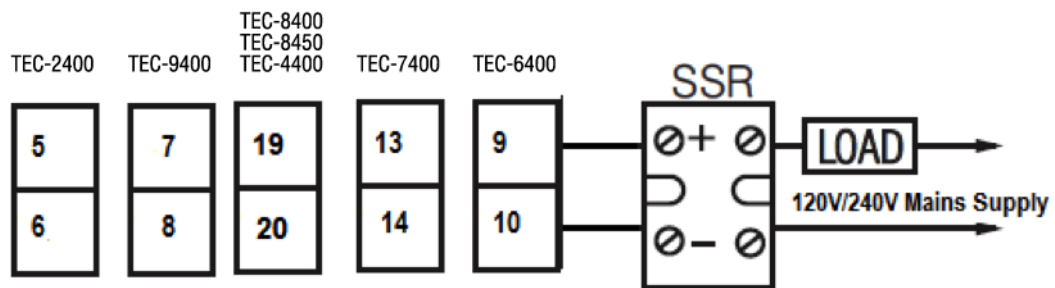 TEC-8400
TEC-8450
TEC-2400 TEC-9400 TEC-4400 TEC-7400 TEC-6400
SSR
5 7 19 13 9 + LOAD
120V/240V Mains Supply
6 8 20 14 10 -